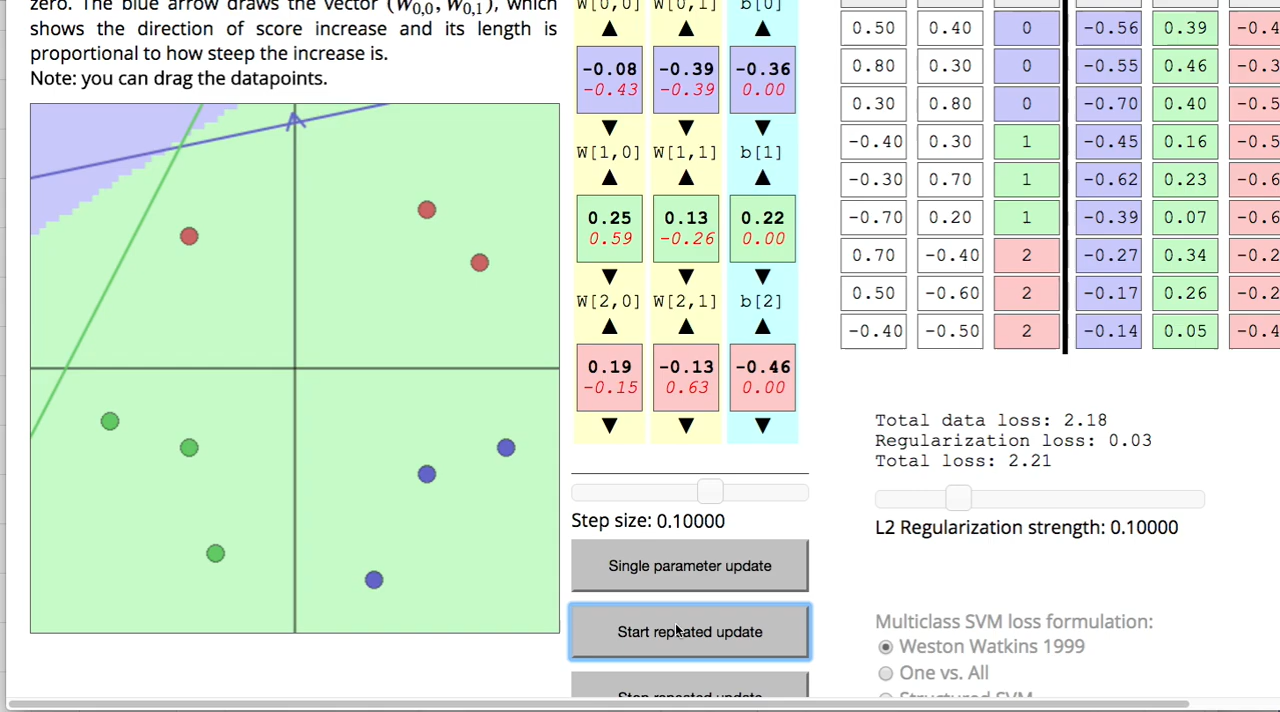 zero. The blue arrow draws the vector (W0,0, W0,1), which
shows the direction of score increase and its length is
proportional to how steep the increase is.
Note: you can drag the datapoints.
W[0,0] W[0,1] b[0]
▲ ▲ ▲
-0.08 -0.39 -0.36
-0.43 -0.39 0.00
▼ ▼ ▼
W[1,0] W[1,1] b[1]
▲ ▲ ▲
0.25 0.13 0.22
0.59 -0.26 0.00
▼ ▼ ▼
W[2,0] W[2,1] b[2]
▲ ▲ ▲
0.19 -0.13 -0.46
-0.15 0.63 0.00
▼ ▼ ▼
Step size: 0.10000
Single parameter update
Start repeated update
Stop repeated update
0.50 0.40 0 -0.56 0.39
0.80 0.30 0 -0.55 0.46
0.30 0.80 0 -0.70 0.40
-0.40 0.30 1 -0.45 0.16
-0.30 0.70 1 -0.62 0.23
-0.70 0.20 1 -0.39 0.07
0.70 -0.40 2 -0.27 0.34
0.50 -0.60 2 -0.17 0.26
-0.40 -0.50 2 -0.14 0.05
Total data loss: 2.18
Regularization loss: 0.03
Total loss: 2.21
L2 Regularization strength: 0.10000
Multiclass SVM loss formulation:
Weston Watkins 1999
One vs. All
Structured SVM